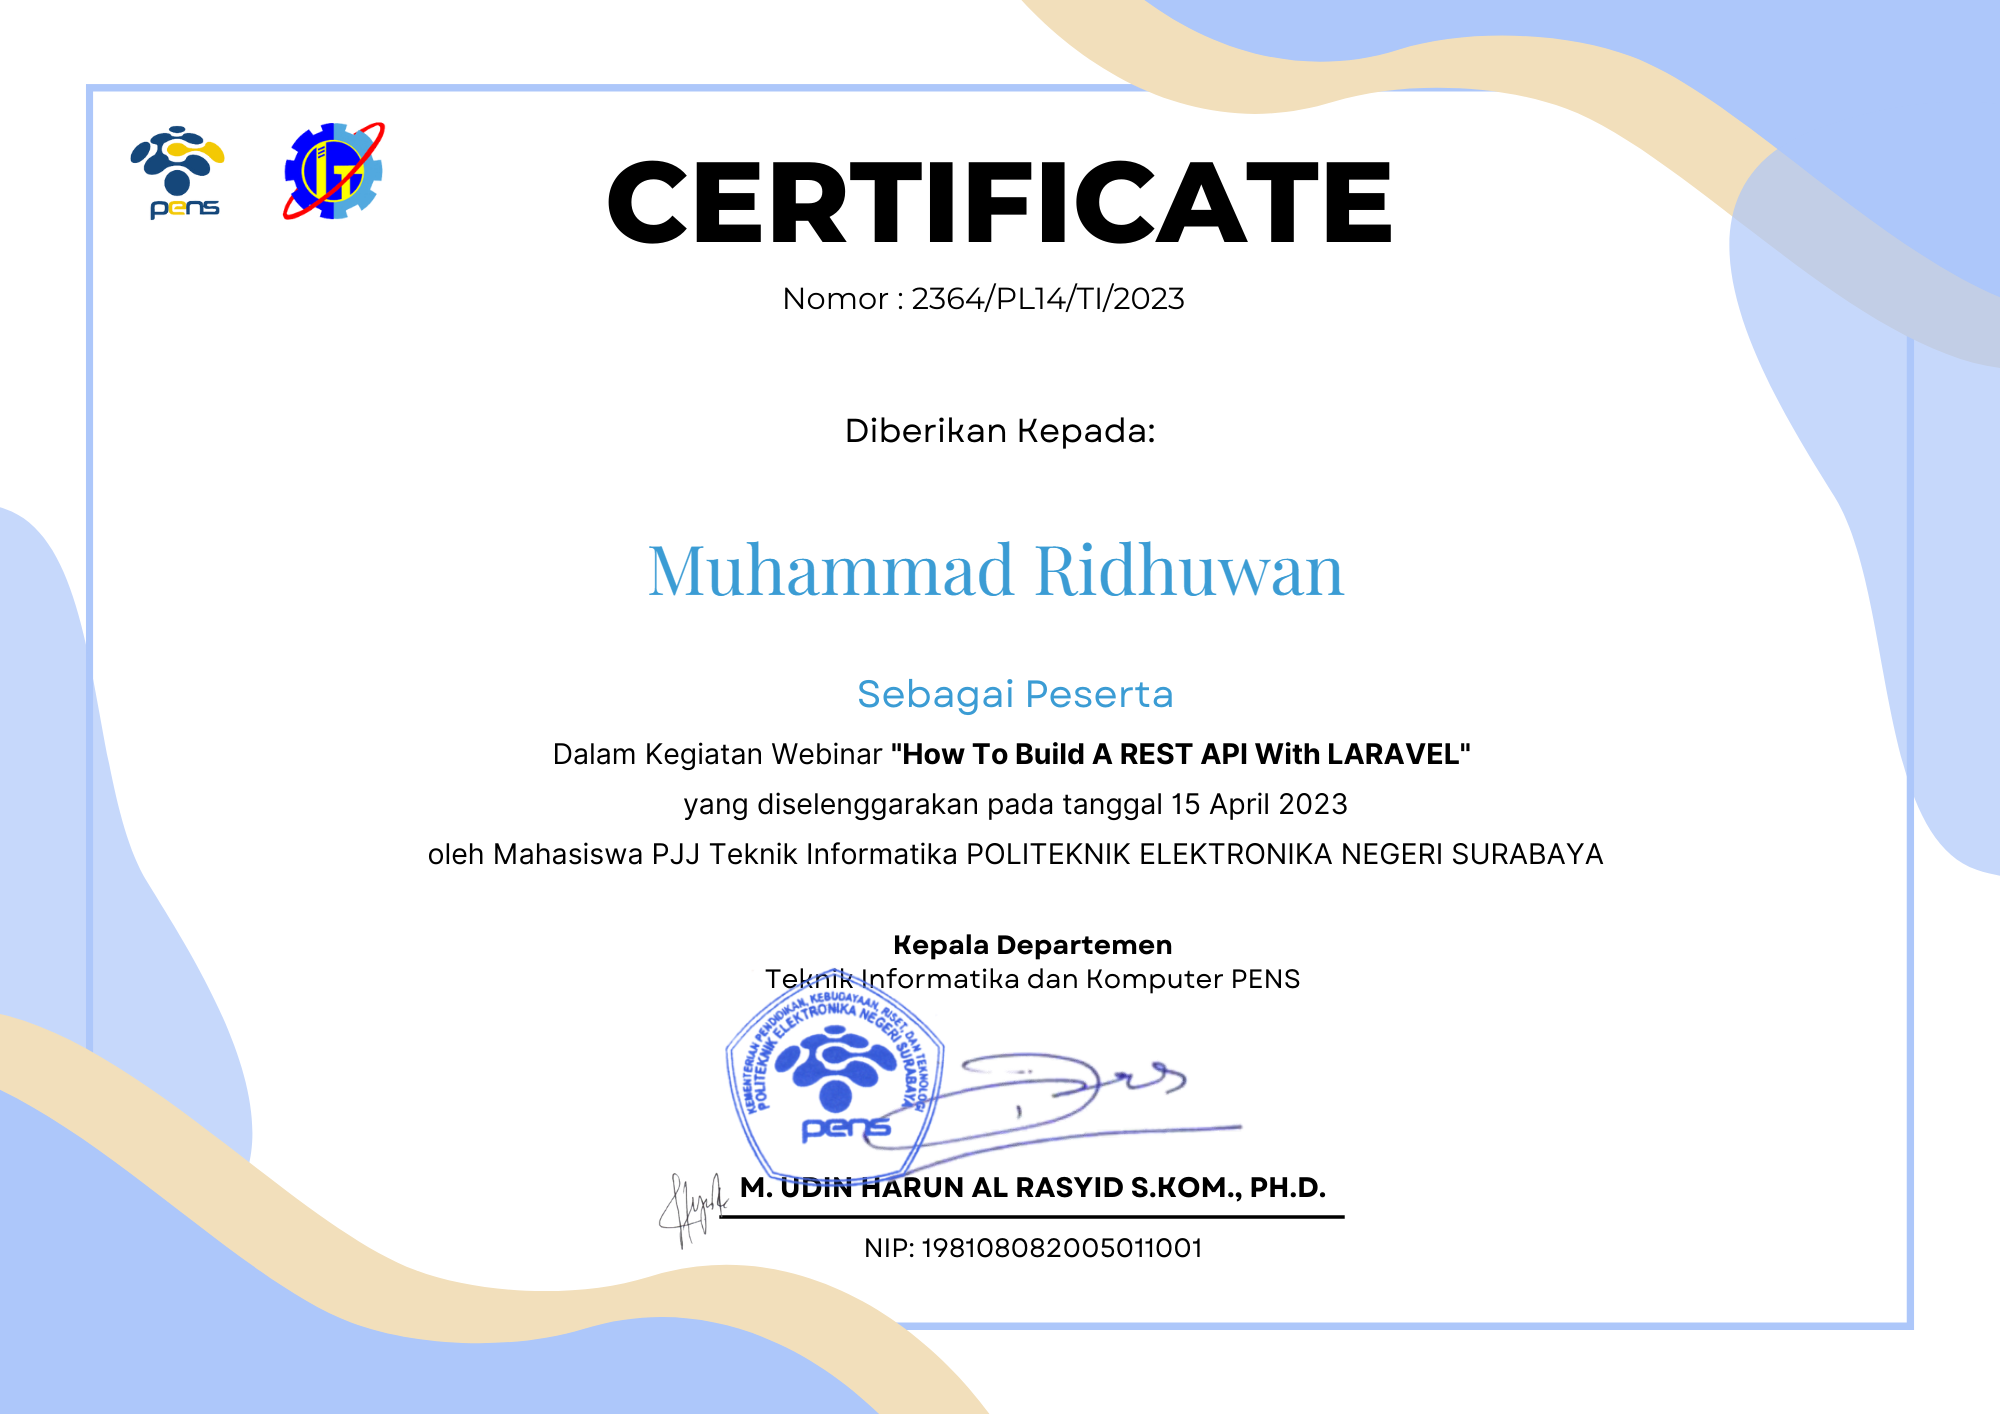 pens
IT
CERTIFICATE
Nomor : 2364/PL14/TI/2023
Diberikan Kepada:
Muhammad Ridhuwan
Sebagai Peserta
Dalam Kegiatan Webinar "How To Build A REST API With LARAVEL"
yang diselenggarakan pada tanggal 15 April 2023
oleh Mahasiswa PJJ Teknik Informatika POLITEKNIK ELEKTRONIKA NEGERI SURABAYA
Kepala Departemen
Teknik Informatika dan Komputer PENS
KEMENTERIAN PENDIDIKAN, KEBUDAYAAN, RISET, DAN TEKNOLOGI
POLITEKNIK ELEKTRONIKA NEGERI SURABAYA
pens
M. UDIN HARUN AL RASYID S.KOM., PH.D.
NIP: 198108082005011001